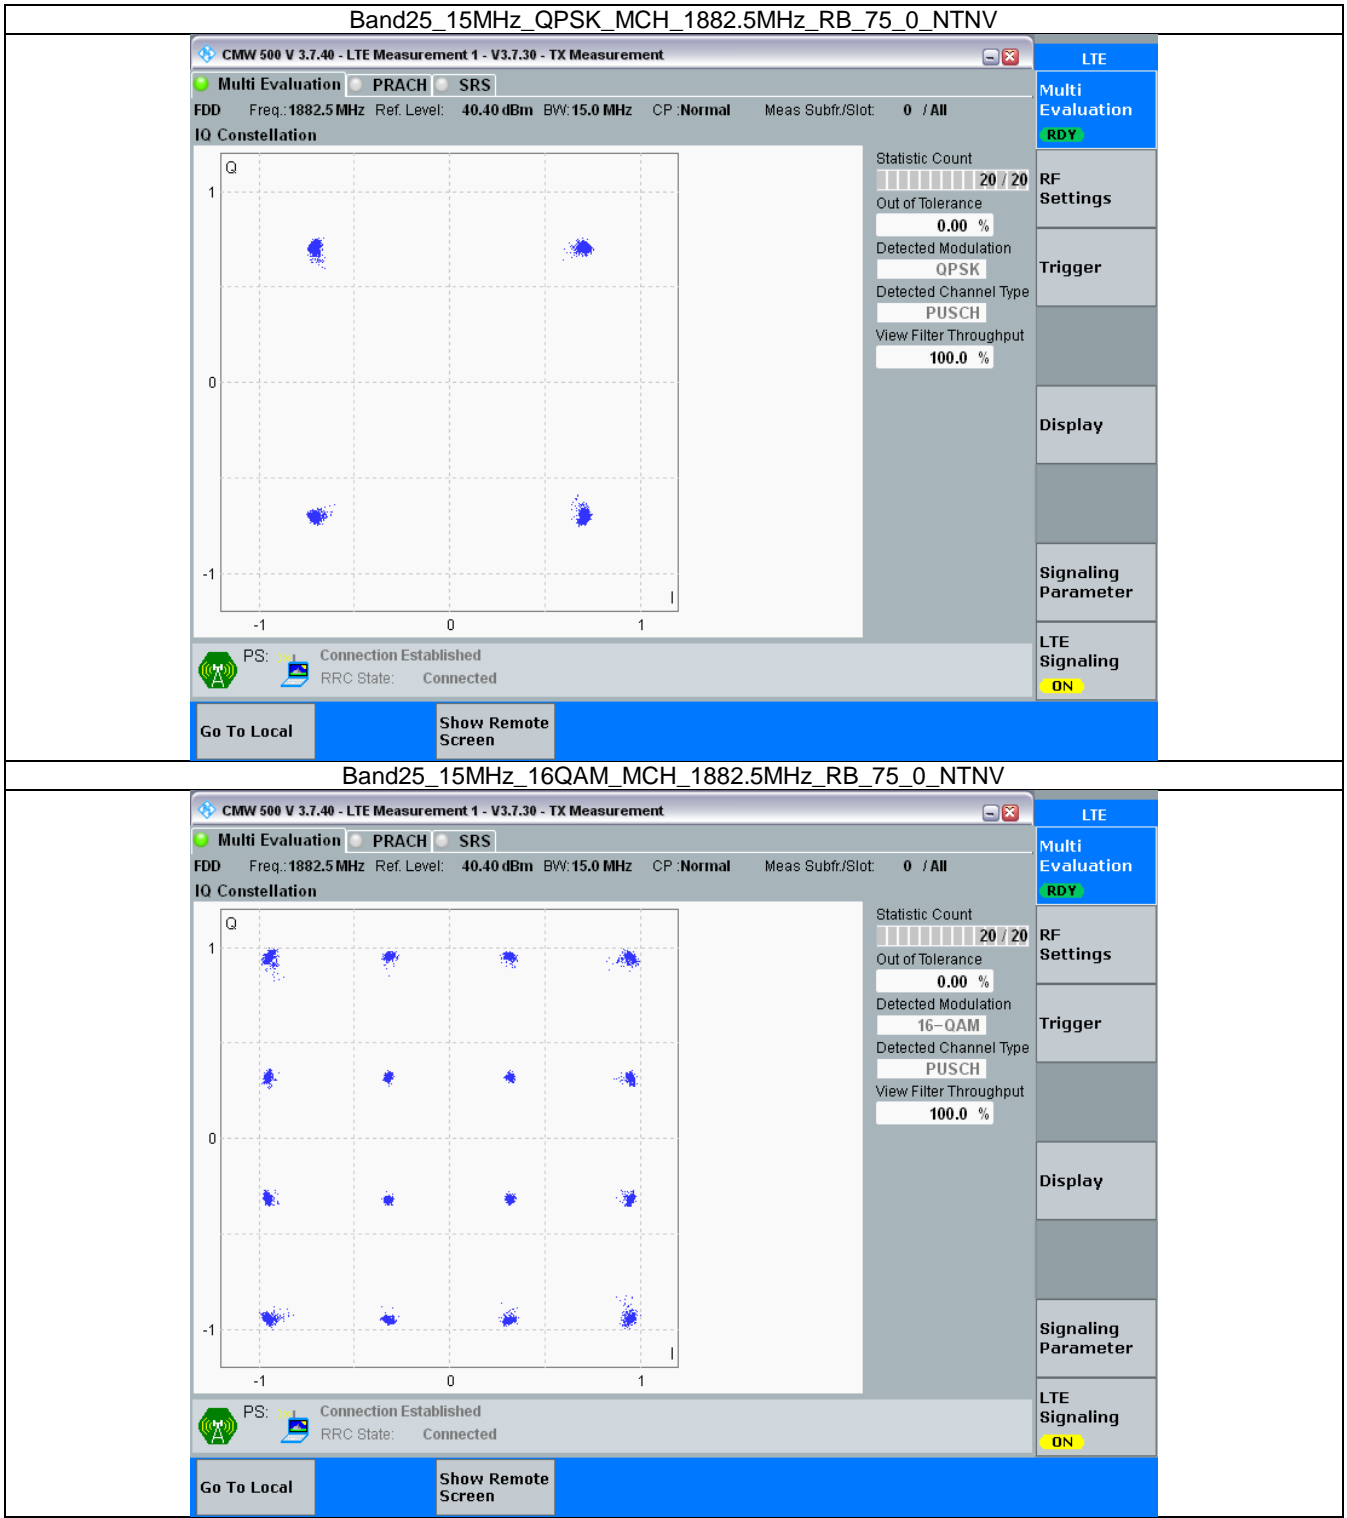 Band25_15MHz_QPSK_MCH_1882.5MHz_RB_75_0_NTNV
CMW 500 V 3.7.40 - LTE Measurement 1 - V3.7.30 - TX Measurement
LTE
Multi Evaluation PRACH SRS
Multi
Evaluation
RDY
FDD Freq.: 1882.5 MHz Ref. Level: 40.40 dBm BW: 15.0 MHz CP : Normal Meas Subfr./Slot: 0 / All
IQ Constellation
Q
1
0
-1
I
-1 0 1
Statistic Count
20 / 20
Out of Tolerance
0.00 %
Detected Modulation
QPSK
Detected Channel Type
PUSCH
View Filter Throughput
100.0 %
RF
Settings
Trigger
Display
Signaling
Parameter
LTE
Signaling
ON
PS: Connection Established
RRC State: Connected
Go To Local
Show Remote
Screen
Band25_15MHz_16QAM_MCH_1882.5MHz_RB_75_0_NTNV
CMW 500 V 3.7.40 - LTE Measurement 1 - V3.7.30 - TX Measurement
LTE
Multi Evaluation PRACH SRS
Multi
Evaluation
RDY
FDD Freq.: 1882.5 MHz Ref. Level: 40.40 dBm BW: 15.0 MHz CP : Normal Meas Subfr./Slot: 0 / All
IQ Constellation
Q
1
0
-1
I
-1 0 1
Statistic Count
20 / 20
Out of Tolerance
0.00 %
Detected Modulation
16-QAM
Detected Channel Type
PUSCH
View Filter Throughput
100.0 %
RF
Settings
Trigger
Display
Signaling
Parameter
LTE
Signaling
ON
PS: Connection Established
RRC State: Connected
Go To Local
Show Remote
Screen